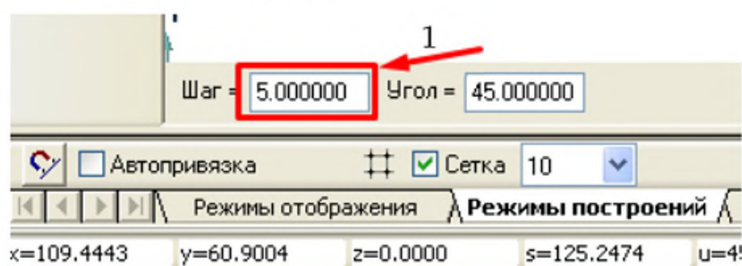 1
Шаг = 5.000000 Угол = 45.000000
Автопривязка Сетка 10
Режимы отображения Режимы построений
x=109.4443 y=60.9004 z=0.0000 s=125.2474 u=4